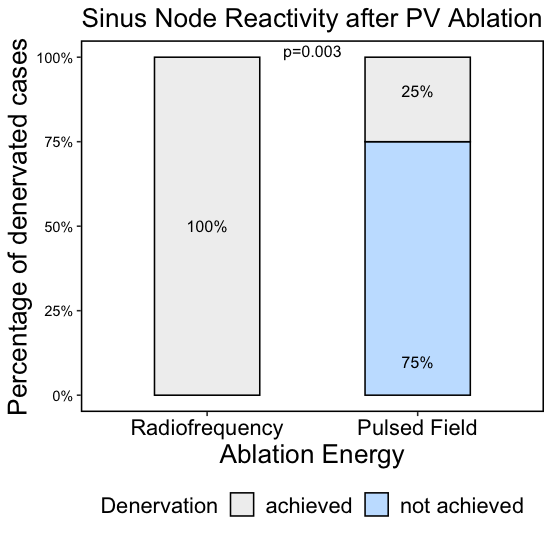 Sinus Node Reactivity after PV Ablation
Percentage of denervated cases
100%
75%
50%
25%
0%
p=0.003
100%
25%
75%
Radiofrequency
Pulsed Field
Ablation Energy
Denervation
achieved
not achieved